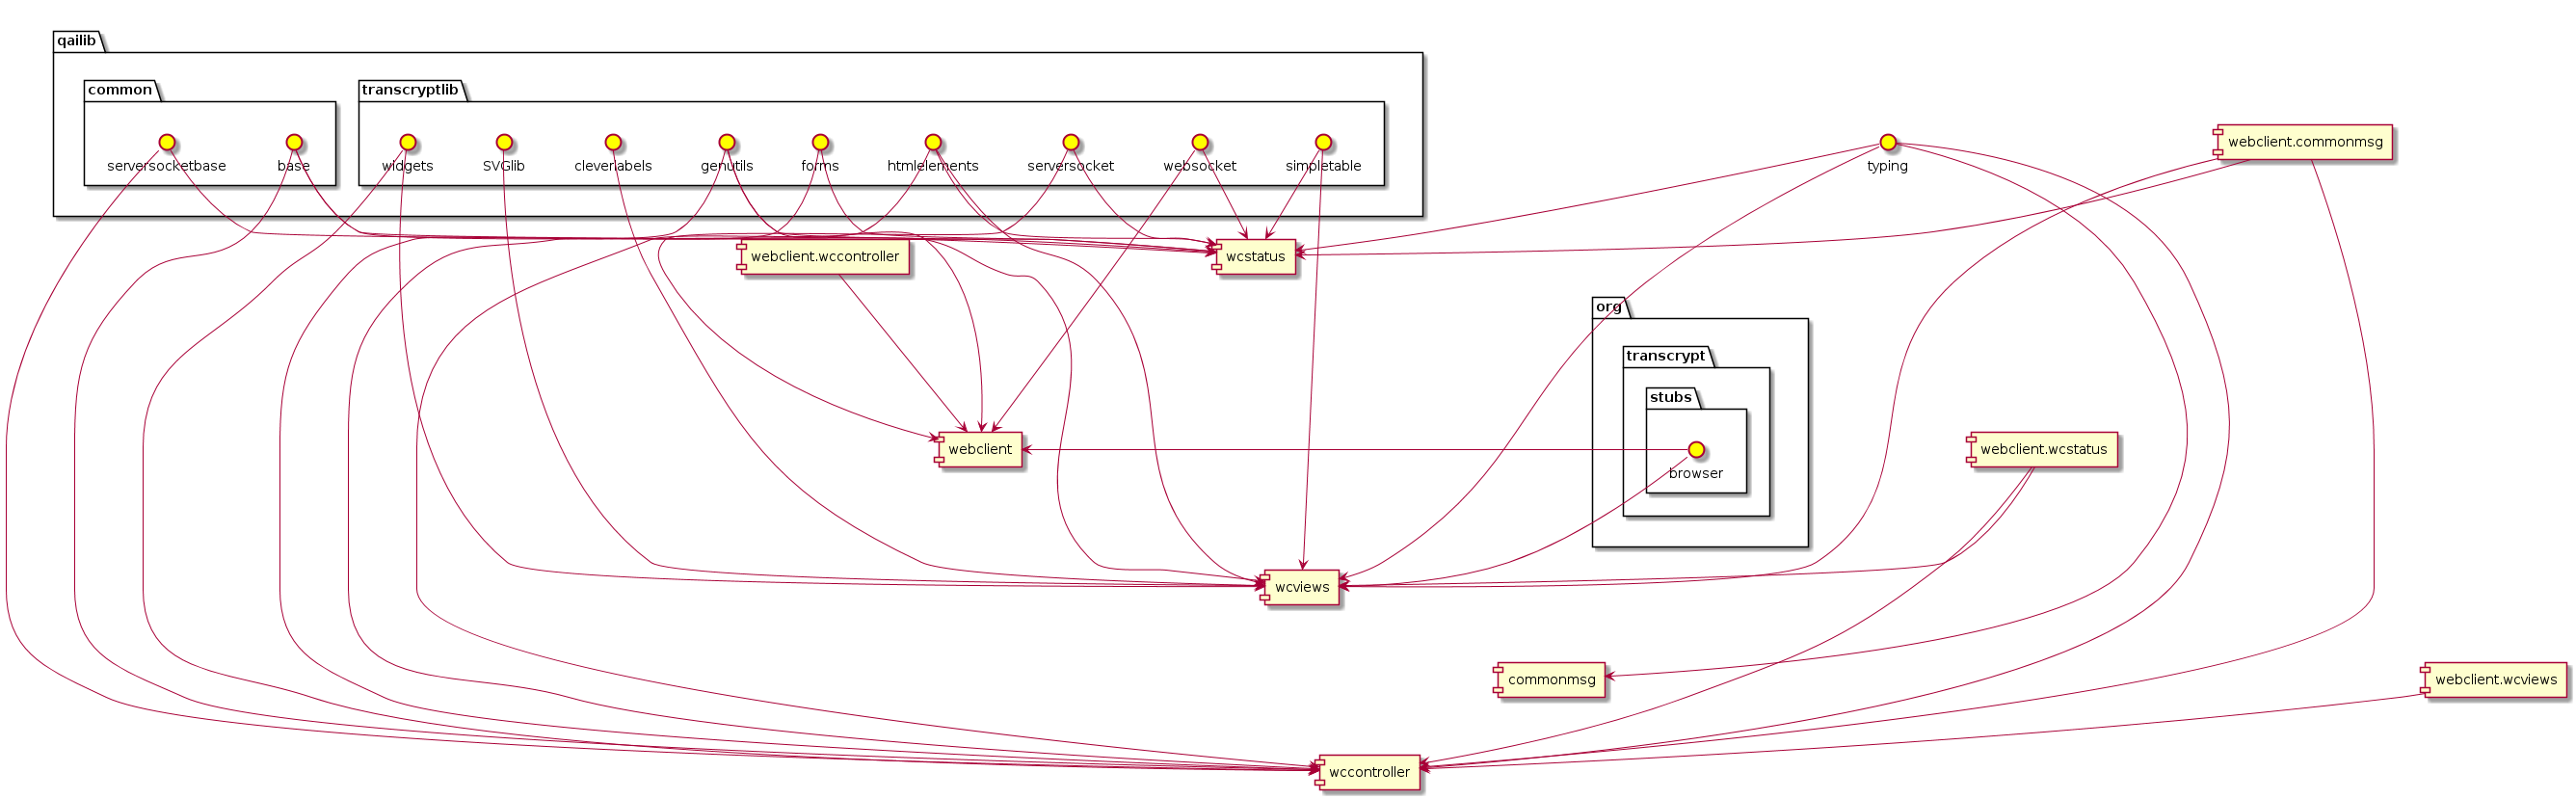 qailib
common
transcryptlib
webclient.commonmsg
serversocketbase
base
widgets
SVGlib
cleverlabels
genutils
forms
htmlelements
serversocket
websocket
simpletable
typing
webclient.wccontroller
wcstatus
org
transcrypt
stubs
webclient
browser
webclient.wcstatus
wcviews
commonmsg
webclient.wcviews
wccontroller